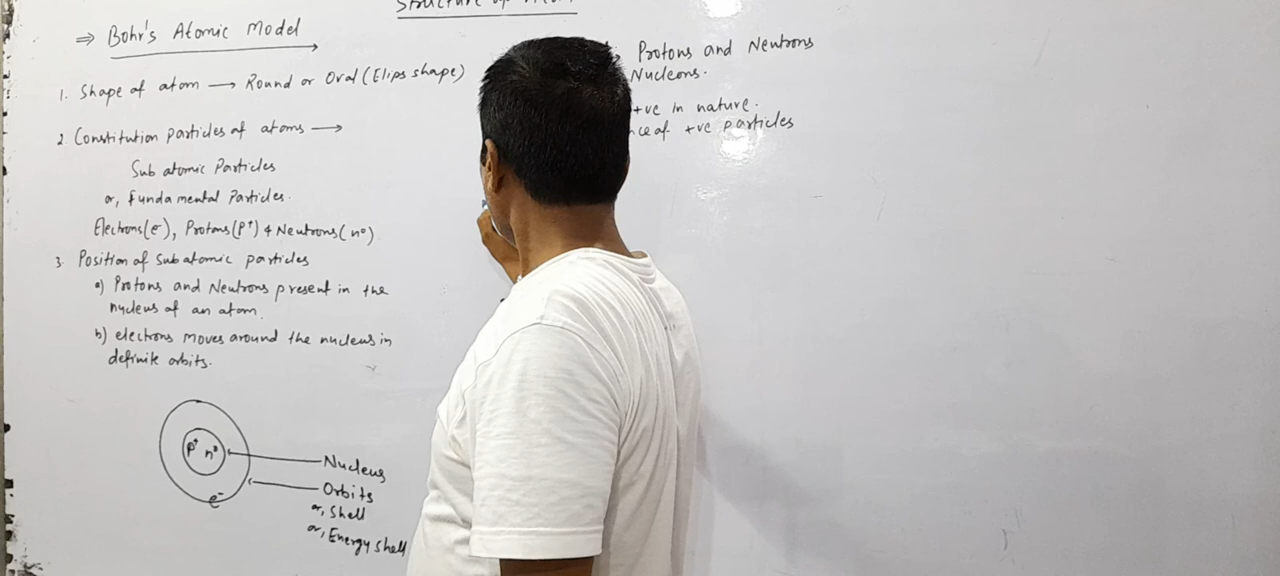 Structure of
⇒ Bohr's Atomic Model
1. Shape of atom ⟶ Round or Oval (Elips shape)
2. Constitution particles of atoms ⟶
Sub atomic Particles
or, Fundamental Particles.
Electrons(e⁻), Protons(P⁺) & Neutrons(n⁰)
3. Position of Subatomic particles
a) Protons and Neutrons present in the
nucleus of an atom.
b) electrons moves around the nucleus in
definite orbits.
P⁺ n⁰
e⁻
Nucleus
Orbits
or, Shell
or, Energy shell
Protons and Neutrons
Nucleons.
+ve in nature.
of +ve particles